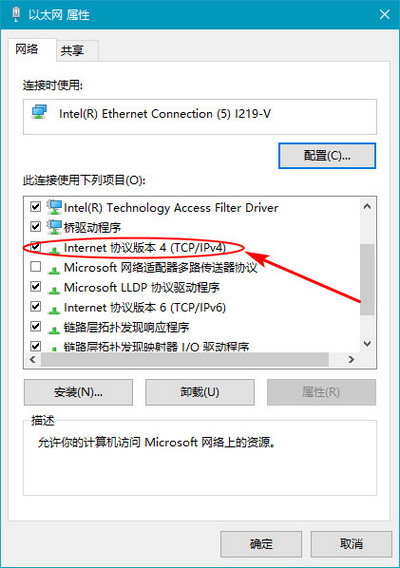 以太网 属性
网络
共享
连接时使用:
Intel(R) Ethernet Connection (5) I219-V
配置(C)...
此连接使用下列项目(O):
Intel(R) Technology Access Filter Driver
桥驱动程序
Internet 协议版本 4 (TCP/IPv4)
Microsoft 网络适配器多路传送器协议
Microsoft LLDP 协议驱动程序
Internet 协议版本 6 (TCP/IPv6)
链路层拓扑发现响应程序
链路层拓扑发现映射器 I/O 驱动程序
安装(N)...
卸载(U)
属性(R)
描述
允许你的计算机访问 Microsoft 网络上的资源。
确定
取消